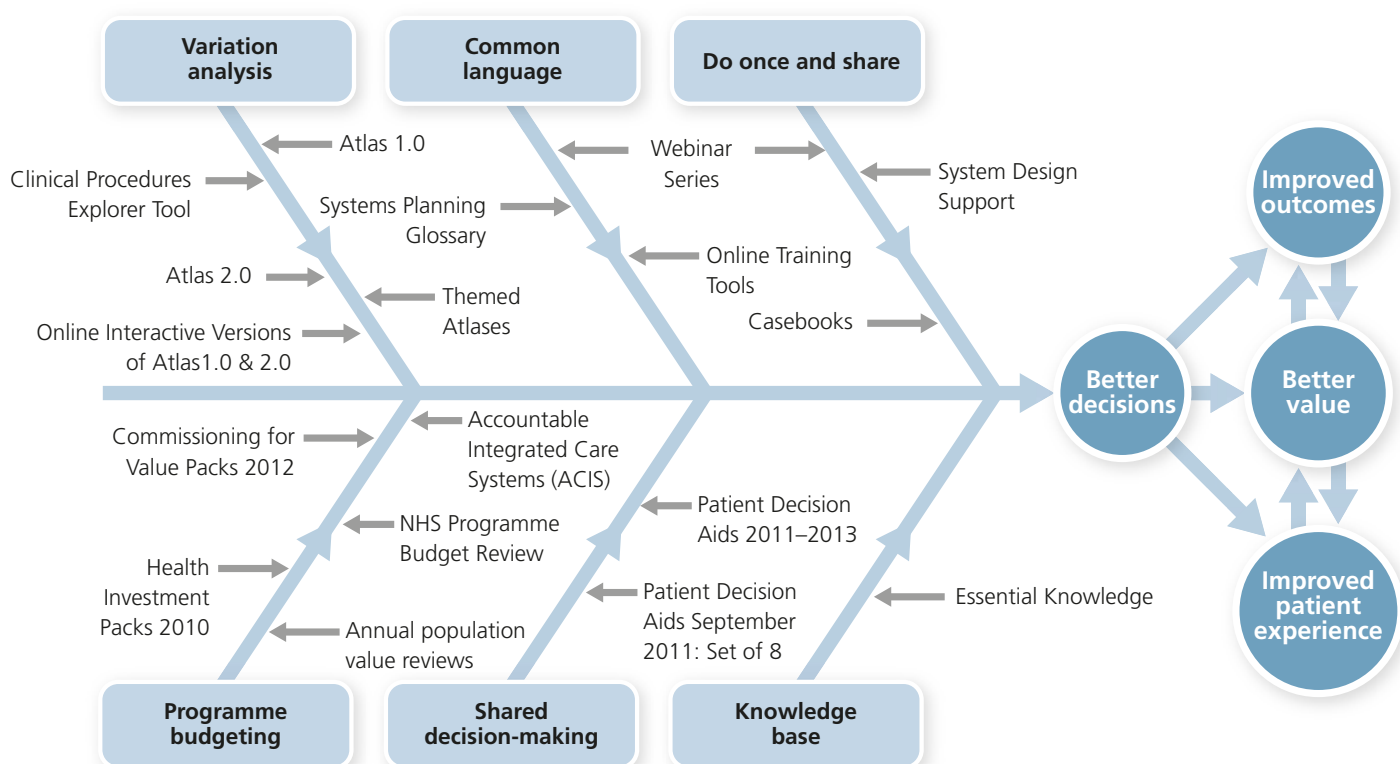 Variation
analysis
Common
language
Do once and share
Atlas 1.0
Clinical Procedures
Explorer Tool
Atlas 2.0
Themed
Atlases
Online Interactive Versions
of Atlas1.0 & 2.0
Webinar
Series
Systems Planning
Glossary
Online Training
Tools
System Design
Support
Casebooks
Commissioning for
Value Packs 2012
Accountable
Integrated Care
Systems (ACIS)
NHS Programme
Budget Review
Health
Investment
Packs 2010
Annual population
value reviews
Patient Decision
Aids 2011–2013
Patient Decision
Aids September
2011: Set of 8
Essential Knowledge
Programme
budgeting
Shared
decision-making
Knowledge
base
Better
decisions
Improved
outcomes
Better
value
Improved
patient
experience